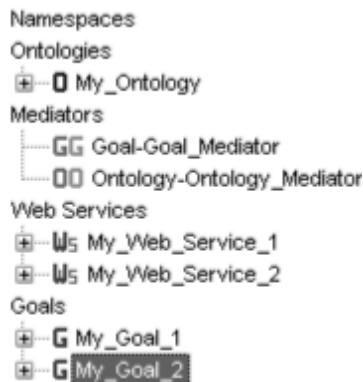 Namespaces
Ontologies
O My_Ontology
Mediators
GG Goal-Goal_Mediator
OO Ontology-Ontology_Mediator
Web Services
Ws My_Web_Service_1
Ws My_Web_Service_2
Goals
G My_Goal_1
G My_Goal_2